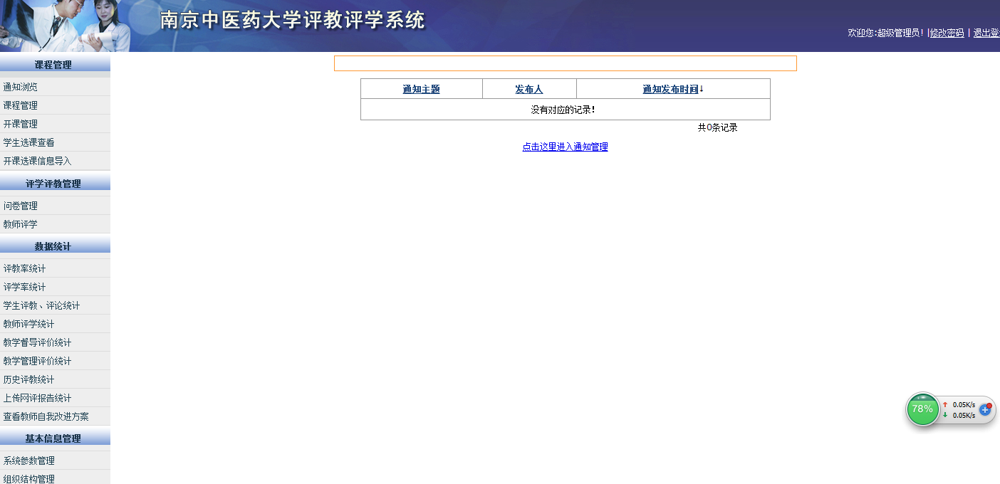 南京中医药大学评教评学系统
欢迎您:超级管理员! |修改密码 | 退出登
课程管理
通知浏览
课程管理
开课管理
学生选课查看
开课选课信息导入
评学评教管理
问卷管理
教师评学
数据统计
评教率统计
评学率统计
学生评教、评论统计
教师评学统计
教学督导评价统计
教学管理评价统计
历史评教统计
上传网评报告统计
查看教师自我改进方案
基本信息管理
系统参数管理
组织结构管理
通知主题 发布人 通知发布时间↓
没有对应的记录!
共0条记录
点击这里进入通知管理
78%
↑ 0.05K/s
↓ 0.05K/s